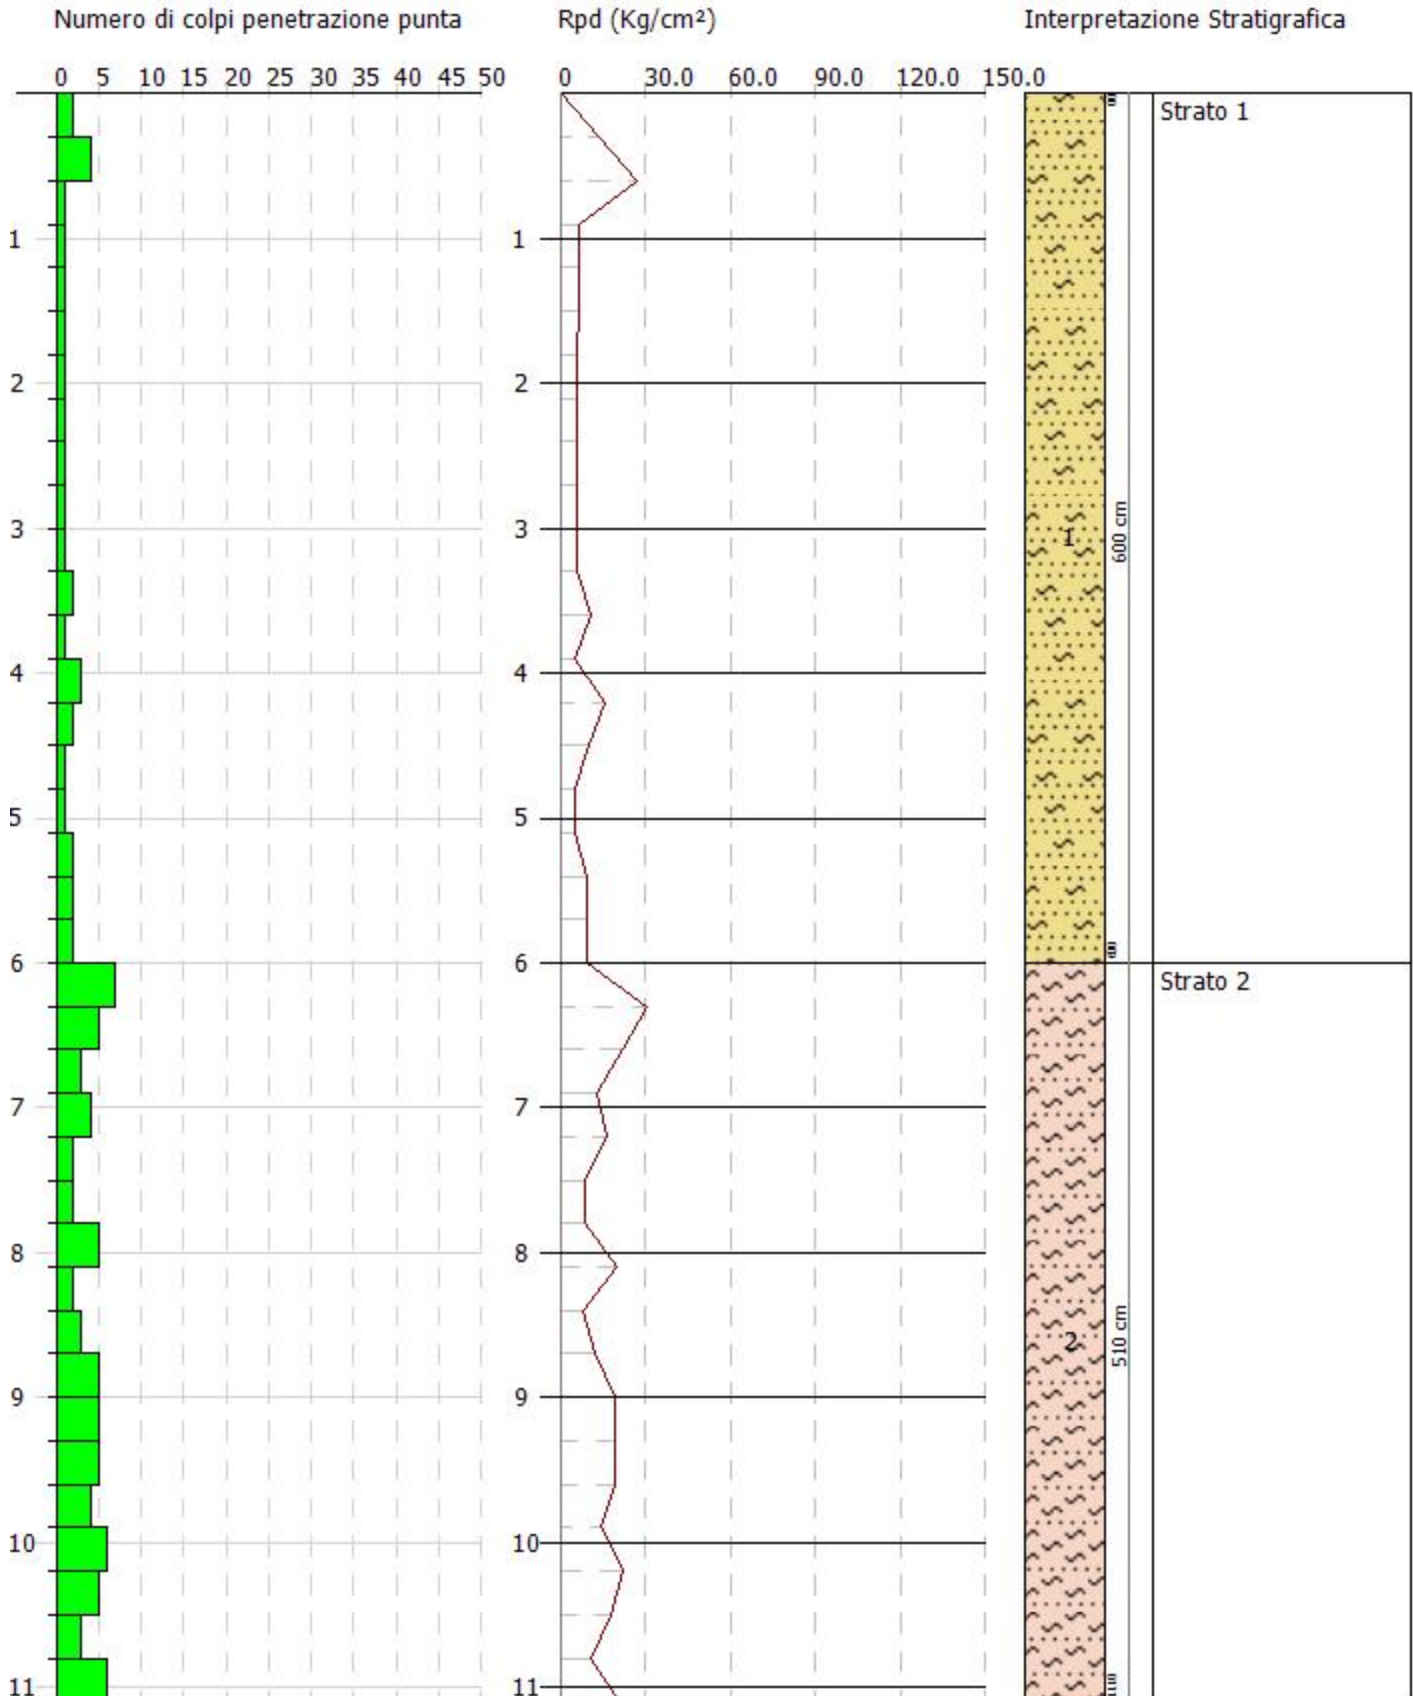 Numero di colpi penetrazione punta
Rpd (Kg/cm²)
Interpretazione Stratigrafica
0 5 10 15 20 25 30 35 40 45 50
0 30.0 60.0 90.0 120.0 150.0
Strato 1
1 1
2 2
3 3
1
600 cm
4 4
5 5
6 6
Strato 2
7 7
8 8
2
510 cm
9 9
10 10
11 11